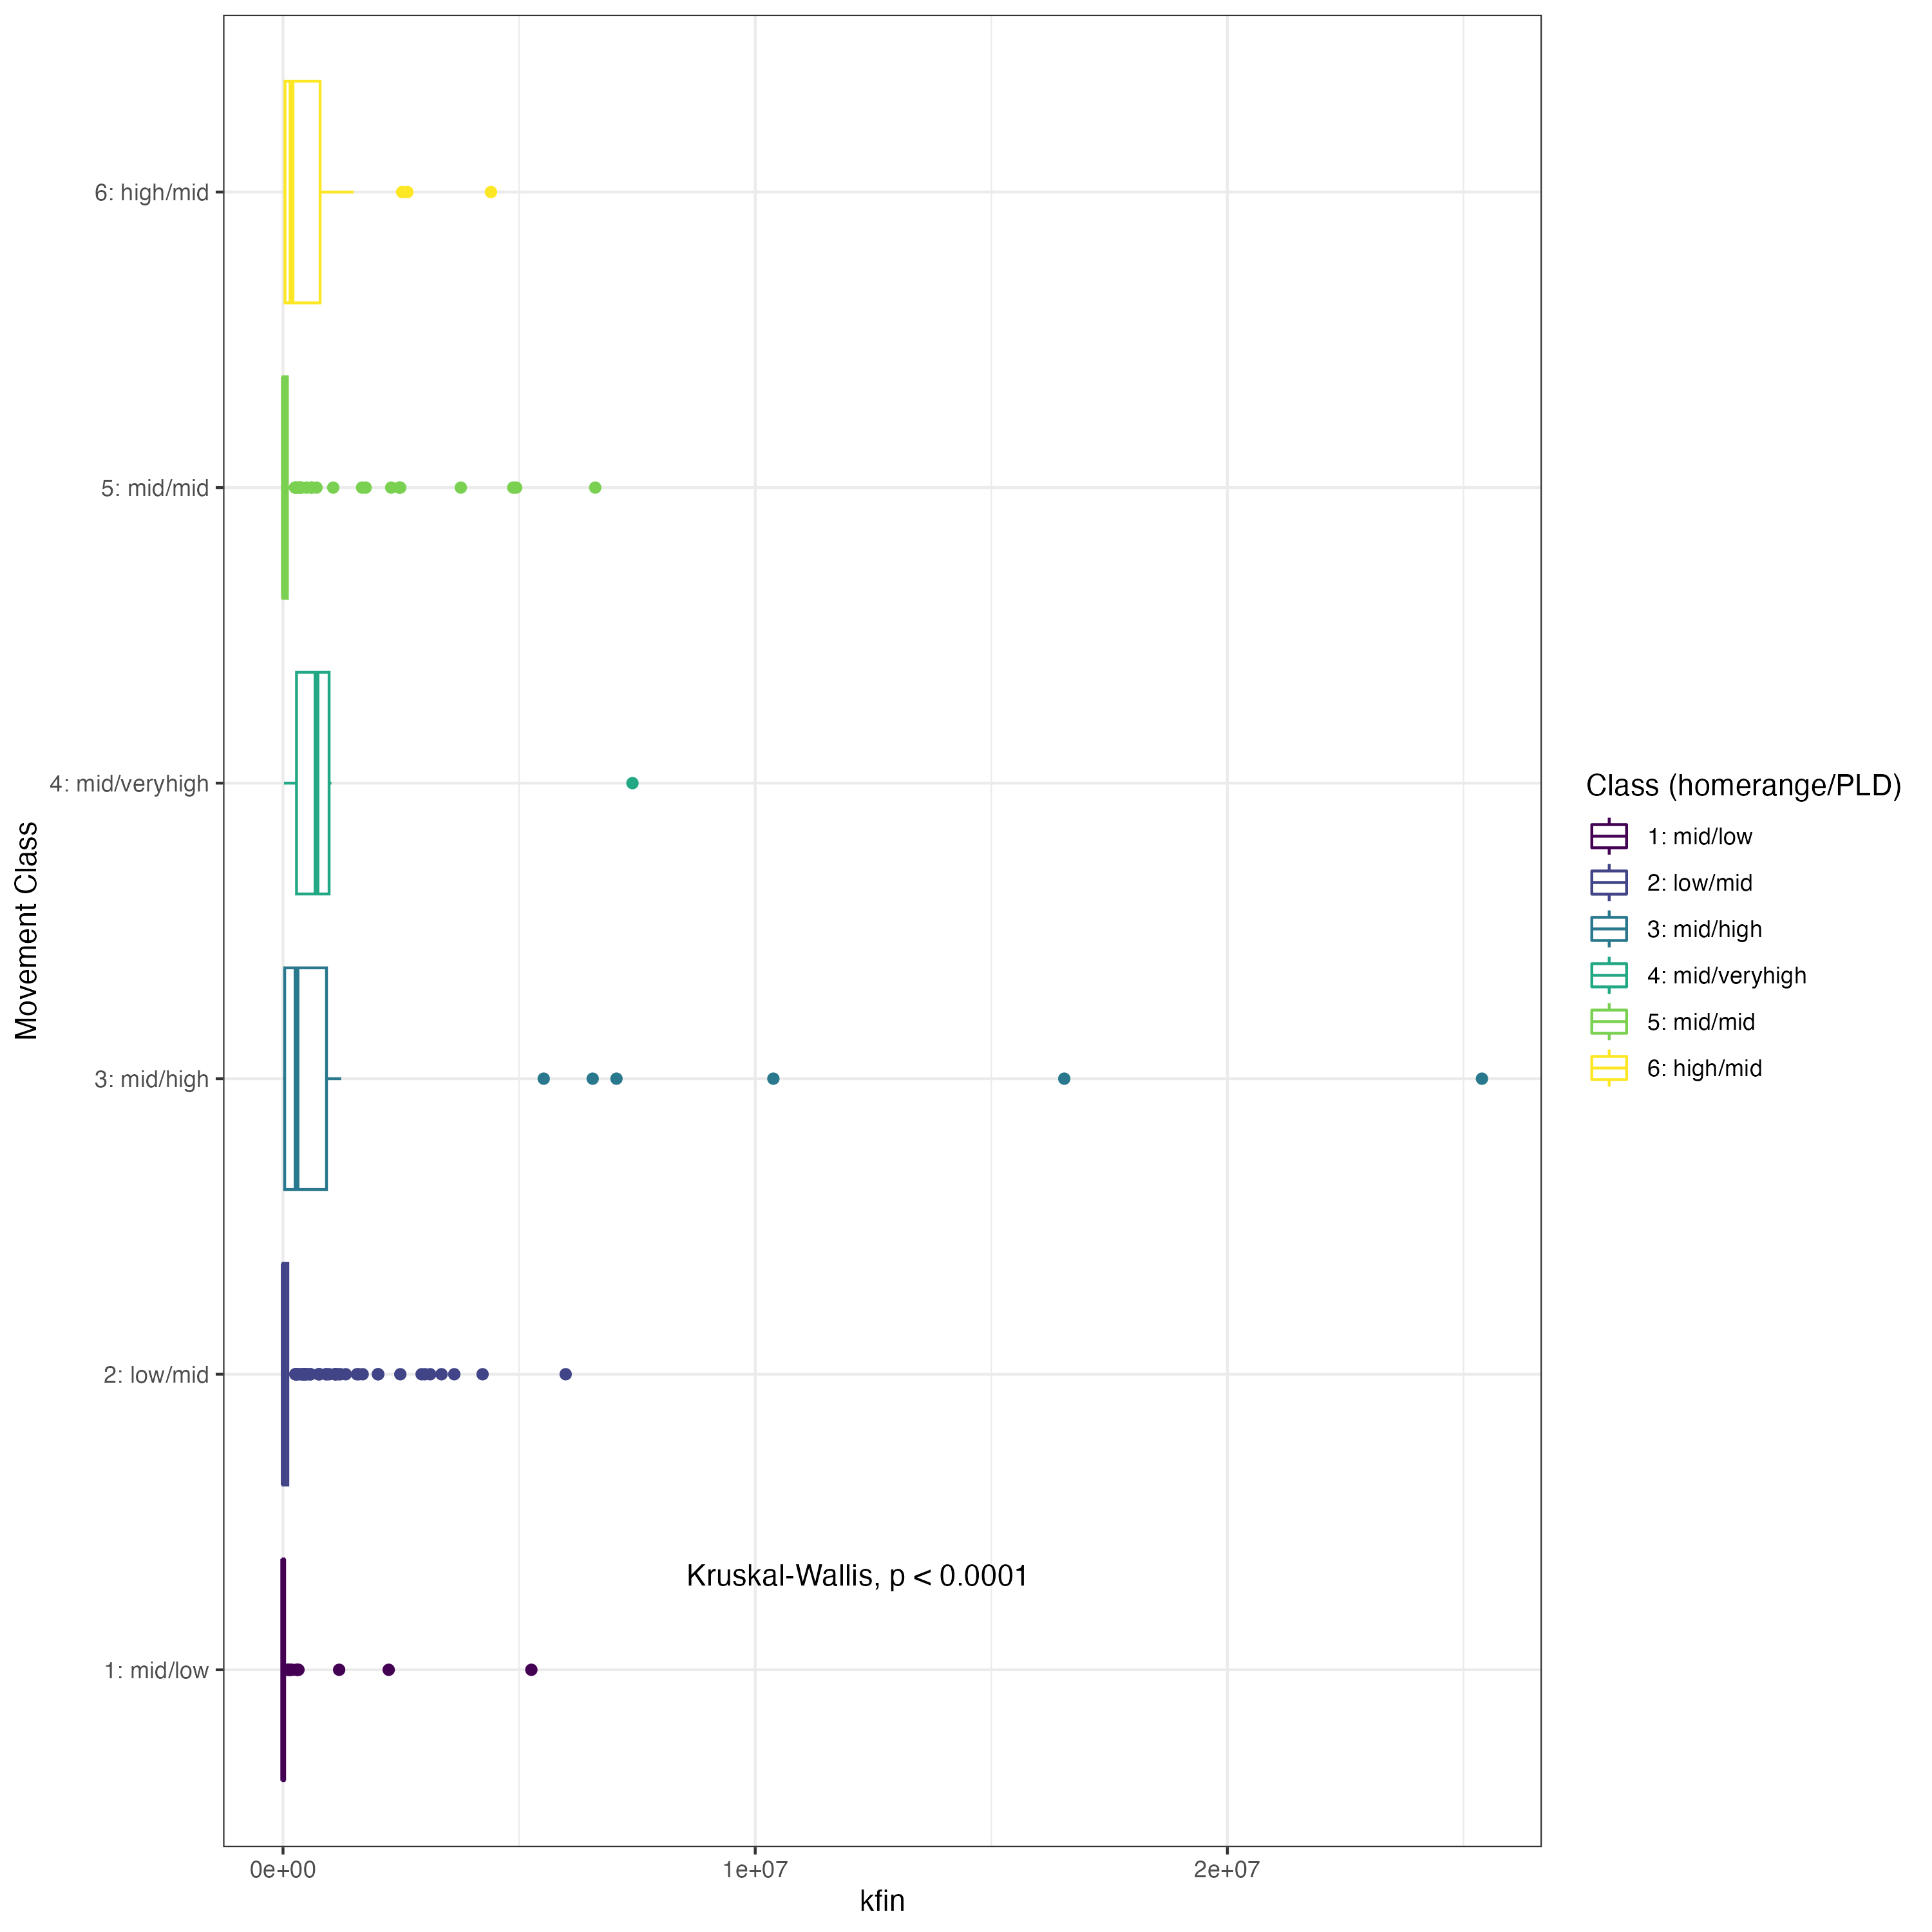 6: high/mid
5: mid/mid
4: mid/veryhigh
3: mid/high
2: low/mid
1: mid/low
Movement Class
Kruskal-Wallis, p < 0.0001
0e+00
1e+07
2e+07
kfin
Class (homerange/PLD)
1: mid/low
2: low/mid
3: mid/high
4: mid/veryhigh
5: mid/mid
6: high/mid